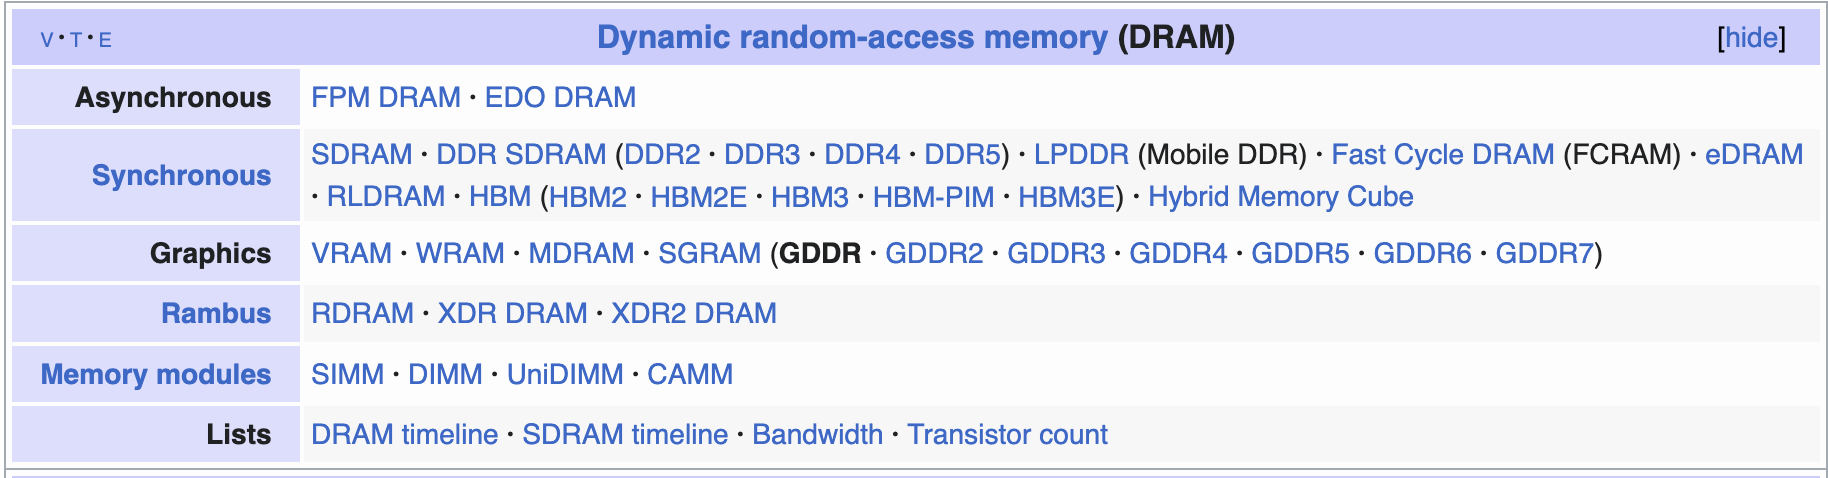 V · T · E Dynamic random-access memory (DRAM) [hide]
Asynchronous FPM DRAM · EDO DRAM
Synchronous SDRAM · DDR SDRAM (DDR2 · DDR3 · DDR4 · DDR5) · LPDDR (Mobile DDR) · Fast Cycle DRAM (FCRAM) · eDRAM
· RLDRAM · HBM (HBM2 · HBM2E · HBM3 · HBM-PIM · HBM3E) · Hybrid Memory Cube
Graphics VRAM · WRAM · MDRAM · SGRAM (GDDR · GDDR2 · GDDR3 · GDDR4 · GDDR5 · GDDR6 · GDDR7)
Rambus RDRAM · XDR DRAM · XDR2 DRAM
Memory modules SIMM · DIMM · UniDIMM · CAMM
Lists DRAM timeline · SDRAM timeline · Bandwidth · Transistor count